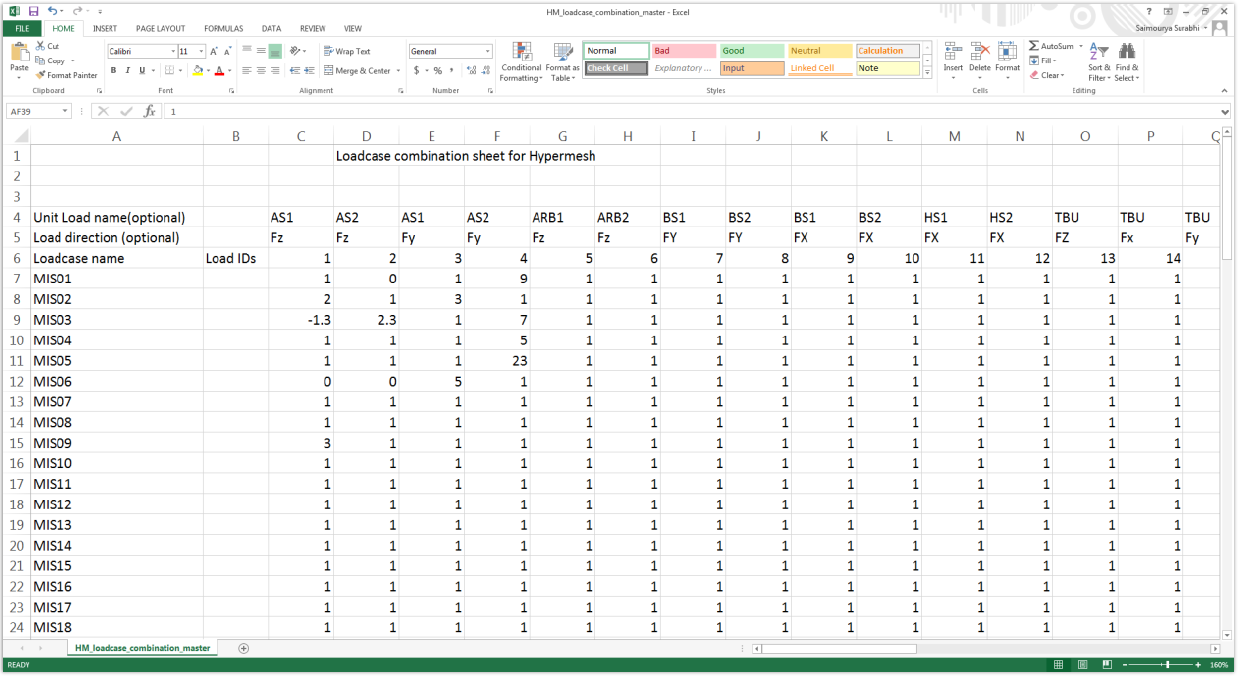 HM_loadcase_combination_master - Excel
FILE HOME INSERT PAGE LAYOUT FORMULAS DATA REVIEW VIEW Saimourya Surabhi
Paste Cut Copy Format Painter
Calibri 11 B I U A A
Wrap Text Merge & Center
General $ % ,
Conditional Formatting Format as Table
Normal Bad Good Neutral Calculation
Check Cell Explanatory ... Input Linked Cell Note
Insert Delete Format
AutoSum Fill Clear Sort & Filter Find & Select
Clipboard Font Alignment Number Styles Cells Editing
AF39 fx 1
A B C D E F G H I J K L M N O P Q
1 Loadcase combination sheet for Hypermesh
2
3
4 Unit Load name(optional) AS1 AS2 AS1 AS2 ARB1 ARB2 BS1 BS2 BS1 BS2 HS1 HS2 TBU TBU TBU
5 Load direction (optional) Fz Fz Fy Fy Fz Fz FY FY FX FX FX FX FZ Fx Fy
6 Loadcase name Load IDs 1 2 3 4 5 6 7 8 9 10 11 12 13 14
7 MIS01 1 0 1 9 1 1 1 1 1 1 1 1 1 1
8 MIS02 2 1 3 1 1 1 1 1 1 1 1 1 1 1
9 MIS03 -1.3 2.3 1 7 1 1 1 1 1 1 1 1 1 1
10 MIS04 1 1 1 5 1 1 1 1 1 1 1 1 1 1
11 MIS05 1 1 1 23 1 1 1 1 1 1 1 1 1 1
12 MIS06 0 0 5 1 1 1 1 1 1 1 1 1 1 1
13 MIS07 1 1 1 1 1 1 1 1 1 1 1 1 1 1
14 MIS08 1 1 1 1 1 1 1 1 1 1 1 1 1 1
15 MIS09 3 1 1 1 1 1 1 1 1 1 1 1 1 1
16 MIS10 1 1 1 1 1 1 1 1 1 1 1 1 1 1
17 MIS11 1 1 1 1 1 1 1 1 1 1 1 1 1 1
18 MIS12 1 1 1 1 1 1 1 1 1 1 1 1 1 1
19 MIS13 1 1 1 1 1 1 1 1 1 1 1 1 1 1
20 MIS14 1 1 1 1 1 1 1 1 1 1 1 1 1 1
21 MIS15 1 1 1 1 1 1 1 1 1 1 1 1 1 1
22 MIS16 1 1 1 1 1 1 1 1 1 1 1 1 1 1
23 MIS17 1 1 1 1 1 1 1 1 1 1 1 1 1 1
24 MIS18 1 1 1 1 1 1 1 1 1 1 1 1 1 1
HM_loadcase_combination_master
READY 160%